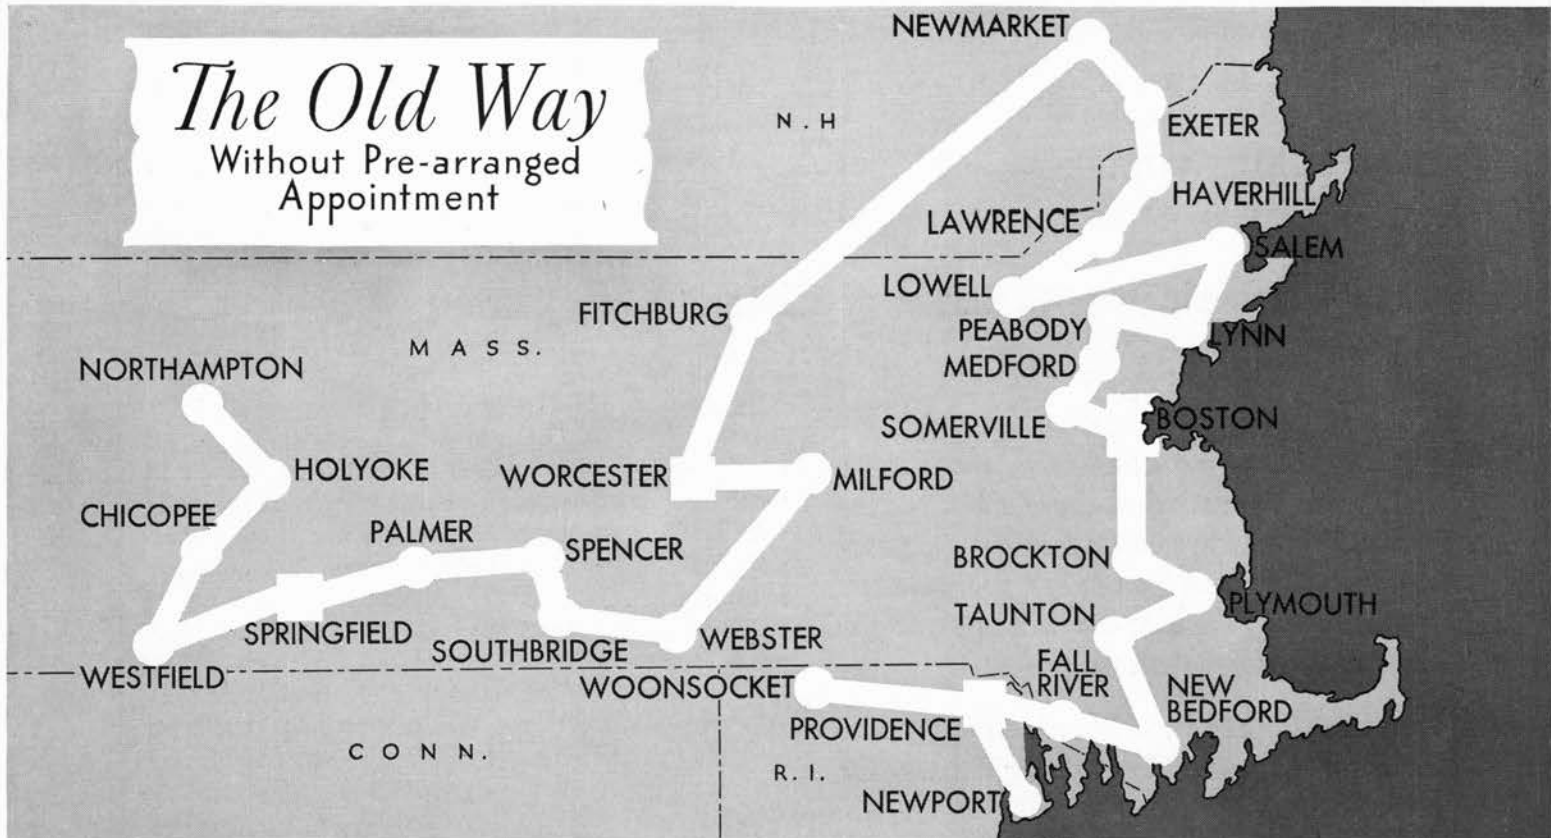 The Old Way
Without Pre-arranged
Appointment
NEWMARKET
N.H
EXETER
HAVERHILL
LAWRENCE
SALEM
LOWELL
FITCHBURG
PEABODY
LYNN
MASS.
MEDFORD
NORTHAMPTON
BOSTON
SOMERVILLE
HOLYOKE
WORCESTER
MILFORD
CHICOPEE
PALMER
SPENCER
BROCKTON
PLYMOUTH
TAUNTON
SPRINGFIELD
SOUTHBRIDGE
WEBSTER
WESTFIELD
FALL
RIVER
WOONSOCKET
NEW
BEDFORD
PROVIDENCE
CONN.
R.I.
NEWPORT